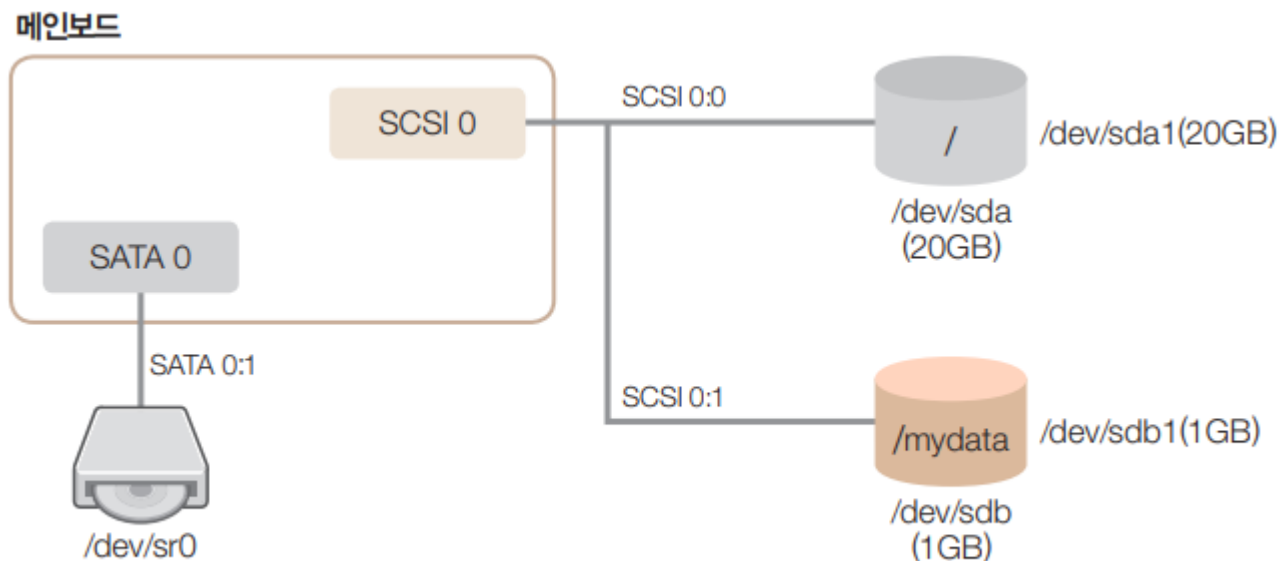 메인보드
SCSI 0
SCSI 0:0
/
/dev/sda1(20GB)
/dev/sda
(20GB)
SATA 0
SATA 0:1
/dev/sr0
SCSI 0:1
/mydata
/dev/sdb1(1GB)
/dev/sdb
(1GB)